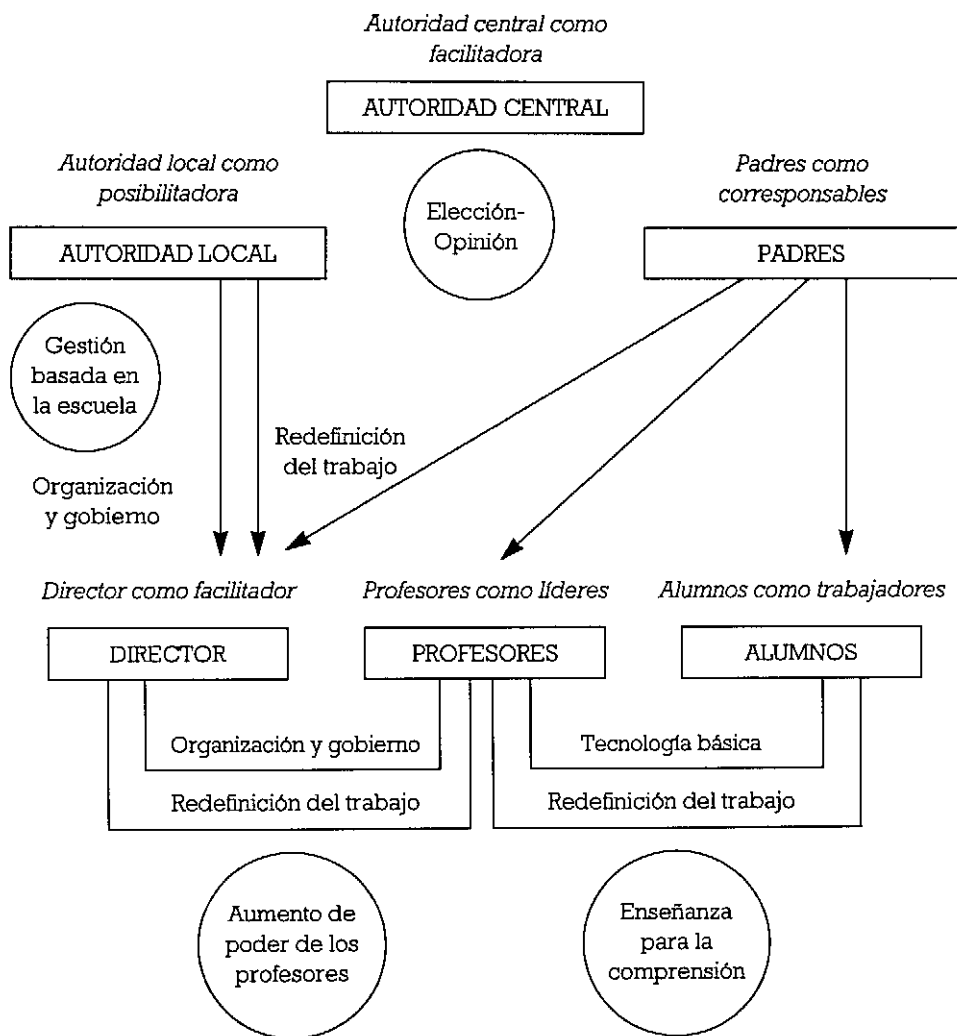 Autoridad central como
facilitadora
AUTORIDAD CENTRAL
Autoridad local como
posibilitadora
AUTORIDAD LOCAL
Elección-
Opinión
Padres como
corresponsables
PADRES
Gestión
basada en
la escuela
Redefinición
del trabajo
Organización
y gobierno
Director como facilitador
Profesores como líderes
Alumnos como trabajadores
DIRECTOR
PROFESORES
ALUMNOS
Organización y gobierno
Tecnología básica
Redefinición del trabajo
Redefinición del trabajo
Aumento de
poder de los
profesores
Enseñanza
para la
comprensión